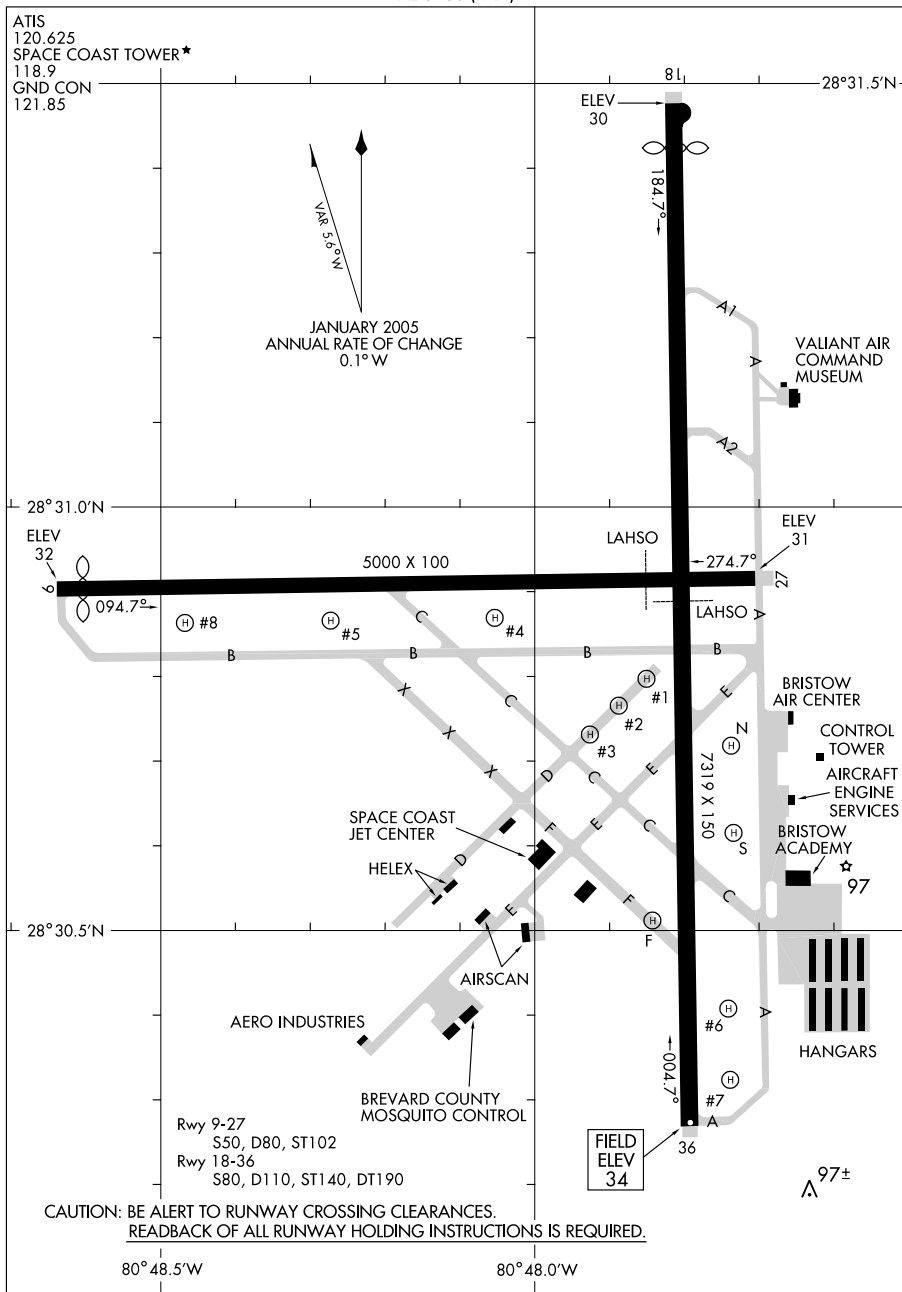 ATIS
120.625
SPACE COAST TOWER★
118.9
GND CON
121.85
18
28°31.5'N
ELEV
30
184.7°
VAR 5.6°W
JANUARY 2005
ANNUAL RATE OF CHANGE
0.1° W
A1
A
VALIANT AIR
COMMAND
MUSEUM
A2
28°31.0'N
ELEV
32
5000 X 100
LAHSO
274.7°
ELEV
31
9
27
094.7°
LAHSO
A
H #8
H #5
H #4
C
B
B
B
B
X
X
X
C
H #1
H #2
H #3
E
BRISTOW
AIR CENTER
N
H
CONTROL
TOWER
7319 X 150
AIRCRAFT
ENGINE
SERVICES
D
C
E
SPACE COAST
JET CENTER
F
E
C
H
S
BRISTOW
ACADEMY
97
HELEX
D
E
F
C
H
F
28°30.5'N
AIRSCAN
AERO INDUSTRIES
H
#6
A
HANGARS
004.7°
BREVARD COUNTY
MOSQUITO CONTROL
H
#7
A
Rwy 9-27
S50, D80, ST102
Rwy 18-36
S80, D110, ST140, DT190
FIELD
ELEV
34
36
97±
CAUTION: BE ALERT TO RUNWAY CROSSING CLEARANCES.
READBACK OF ALL RUNWAY HOLDING INSTRUCTIONS IS REQUIRED.
80°48.5'W
80°48.0'W